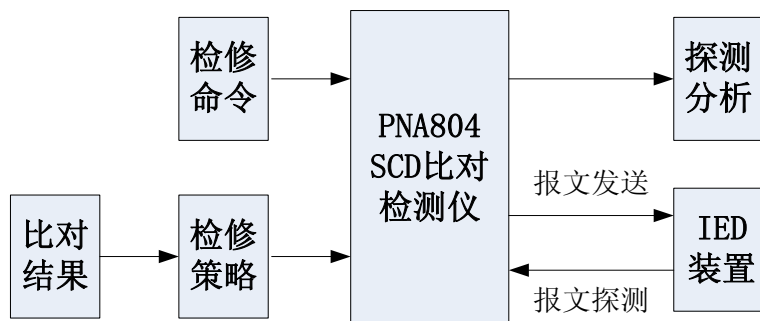 检修
命令
PNA804
SCD比对
检测仪
探测
分析
报文发送
比对
结果
检修
策略
IED
装置
报文探测